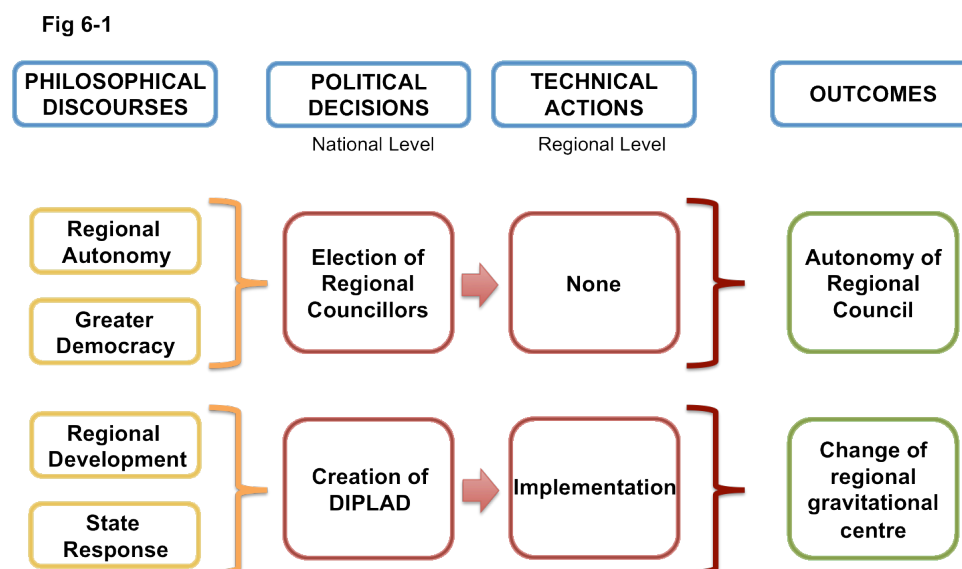 Fig 6-1
PHILOSOPHICAL
DISCOURSES
POLITICAL
DECISIONS
TECHNICAL
ACTIONS
OUTCOMES
National Level
Regional Level
Regional
Autonomy
Greater
Democracy
Election of
Regional
Councillors
None
Autonomy of
Regional
Council
Regional
Development
State
Response
Creation of
DIPLAD
Implementation
Change of
regional
gravitational
centre